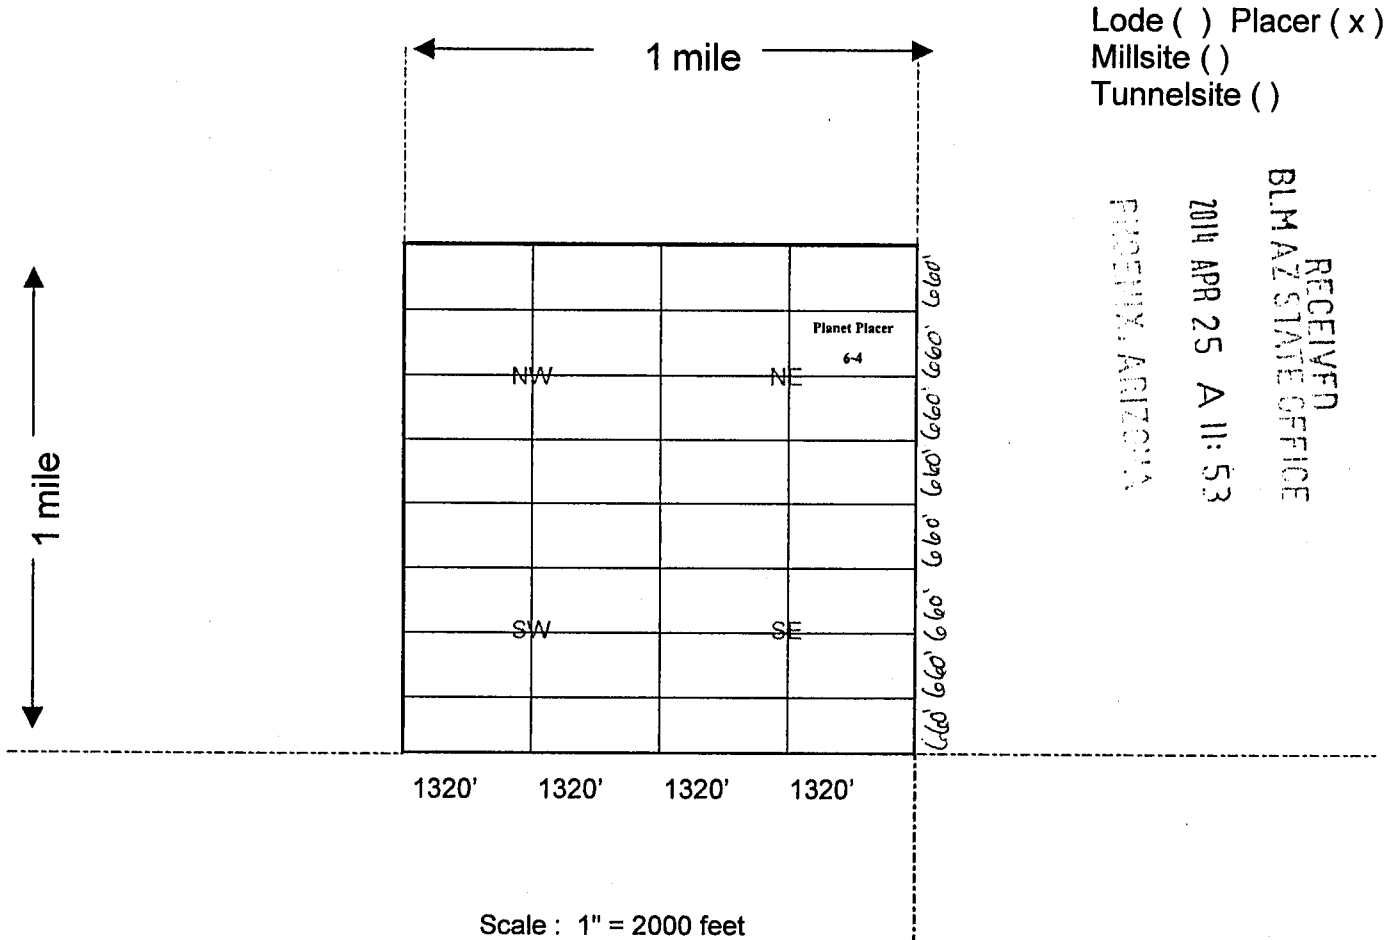 Lode ( ) Placer ( x )
Millsite ( )
Tunnelsite ( )
1 mile
RECEIVED
BLM AZ STATE OFFICE
2014 APR 25 A 11: 53
PHOENIX, ARIZONA
1 mile
660'
Planet Placer
6-4
660'
NW
NE
660'
660'
660'
660'
SW
SE
660'
660'
1320' 1320' 1320' 1320'
Scale : 1" = 2000 feet